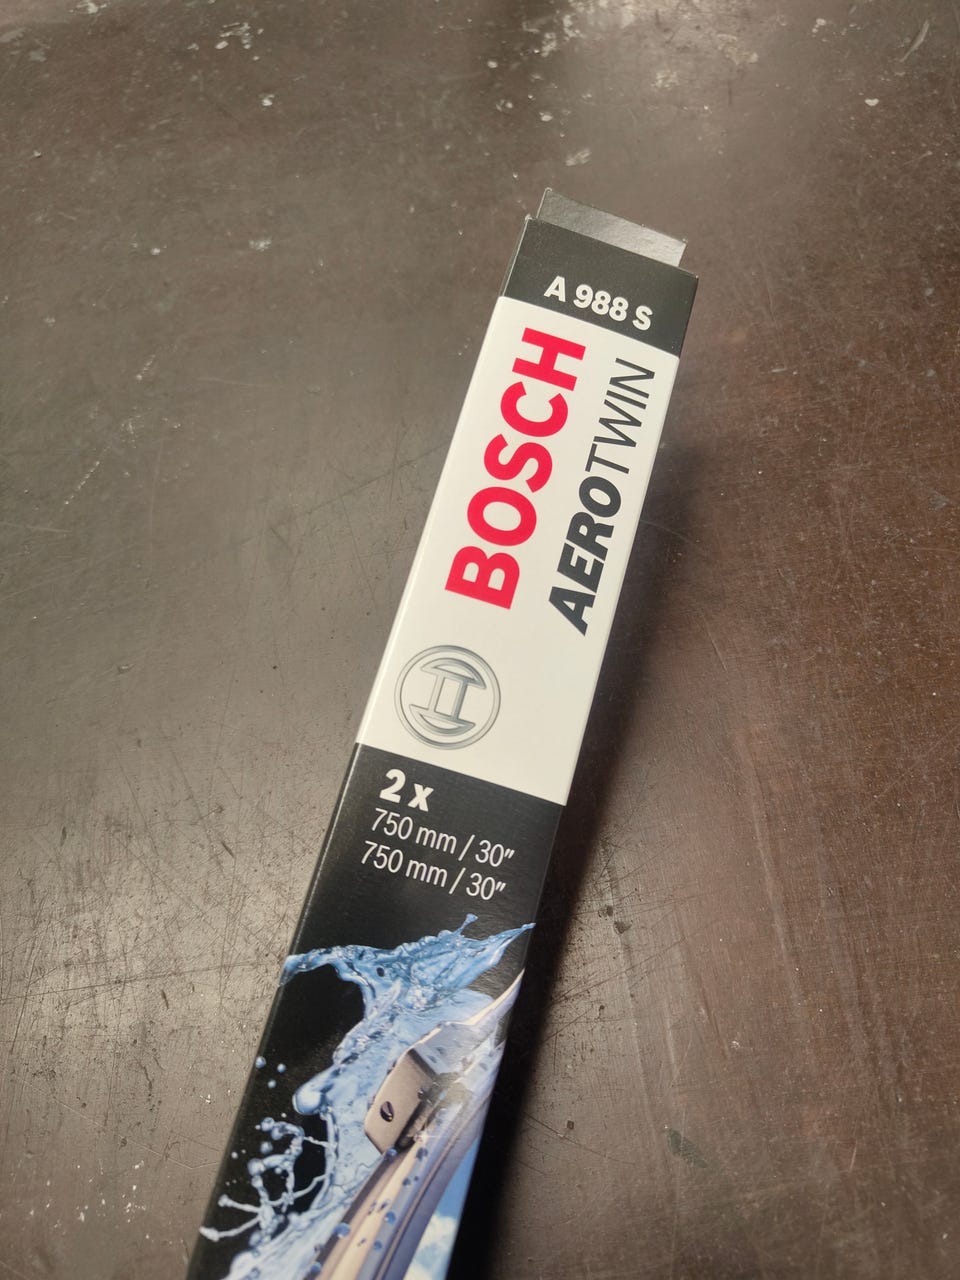 A 988 S
BOSCH
AEROTWIN
2 x
750 mm / 30″
750 mm / 30″